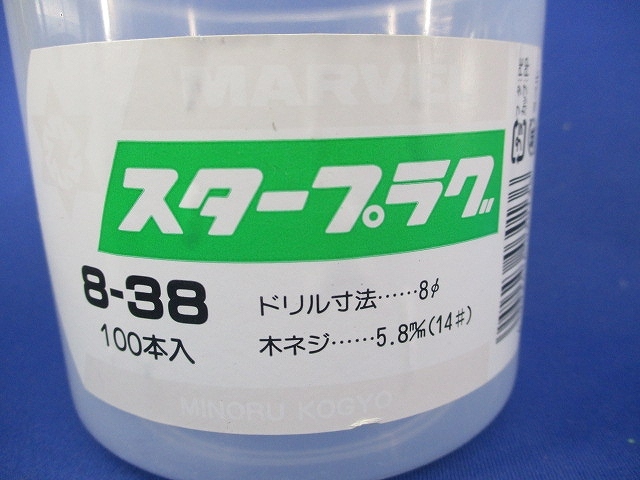 MARVEL
スタープラグ
8-38
100本入
ドリル寸法……8φ
木ネジ……5.8㎜(14#)
MINORU KOGYO